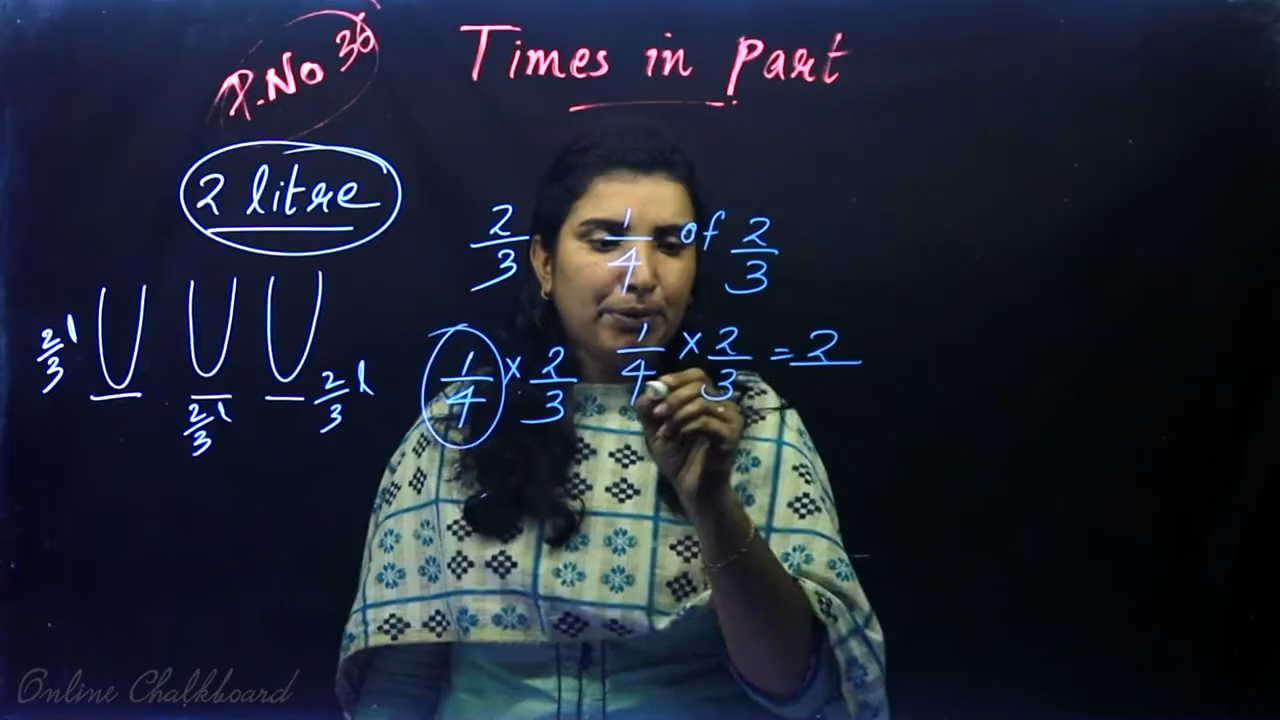 P.No 30
Times in part
2 litre
2/3 1/4 of 2/3
2/3 l
2/3 l
2/3 l
1/4 × 2/3
1/4 × 2/3 = 2
Online Chalkboard